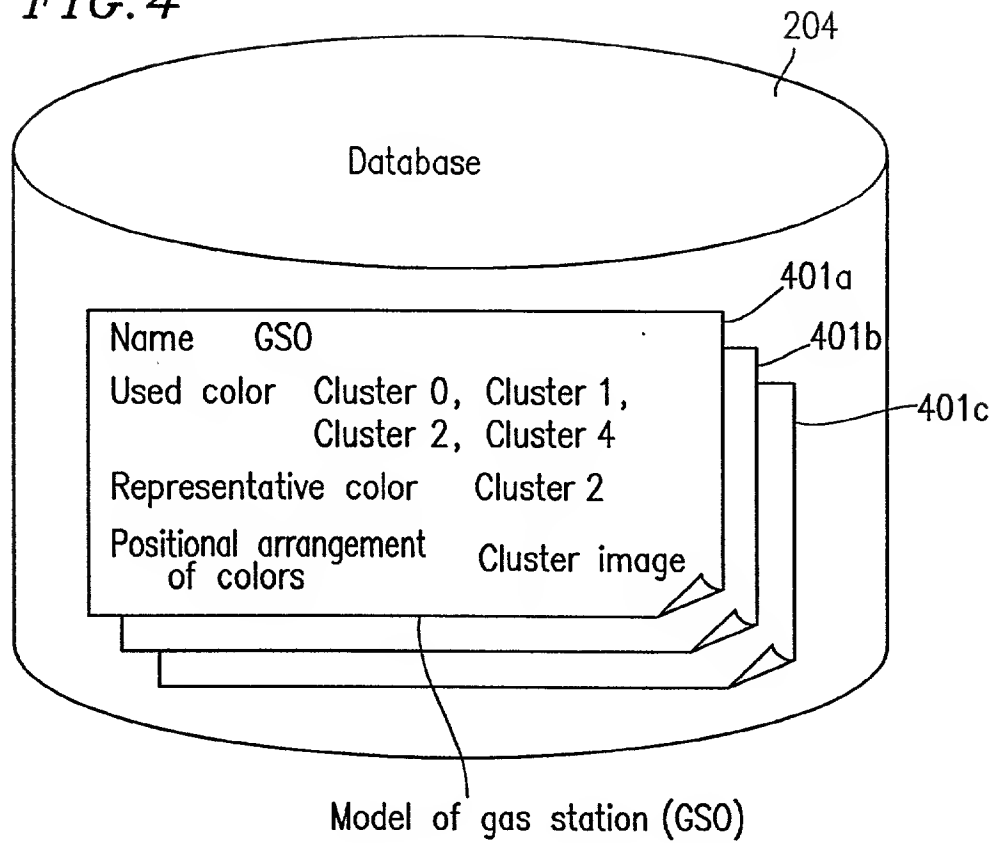 FIG. 4
204
Database
401a
401b
401c
Name GSO
Used color Cluster 0, Cluster 1,
Cluster 2, Cluster 4
Representative color Cluster 2
Positional arrangement
of colors Cluster image
Model of gas station (GSO)